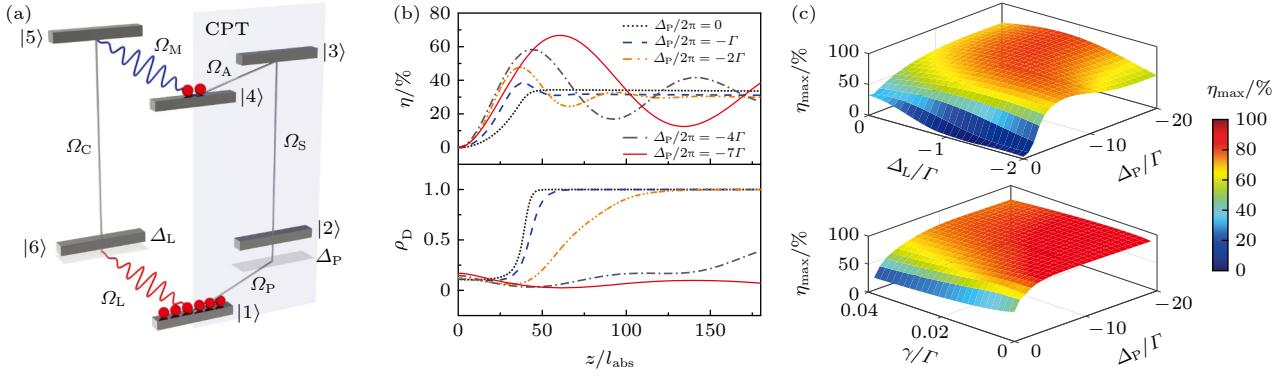 (a)
CPT
|5⟩
Ω_M
|3⟩
Ω_A
|4⟩
Ω_C
Ω_S
Δ_L
|2⟩
|6⟩
Δ_P
Ω_L
Ω_P
|1⟩
(b)
80
60
40
20
0
η/%
Δ_P/2π=0
Δ_P/2π=−Γ
Δ_P/2π=−2Γ
Δ_P/2π=−4Γ
Δ_P/2π=−7Γ
1.0
0.5
0
ρ_D
0 50 100 150
z/l_abs
(c)
100
50
0
η_max/%
0
−1
−2
Δ_L/Γ
0
−10
−20
Δ_P/Γ
100
50
0
η_max/%
0.04
0.02
0
γ/Γ
0
−10
−20
Δ_P/Γ
η_max/%
100
80
60
40
20
0